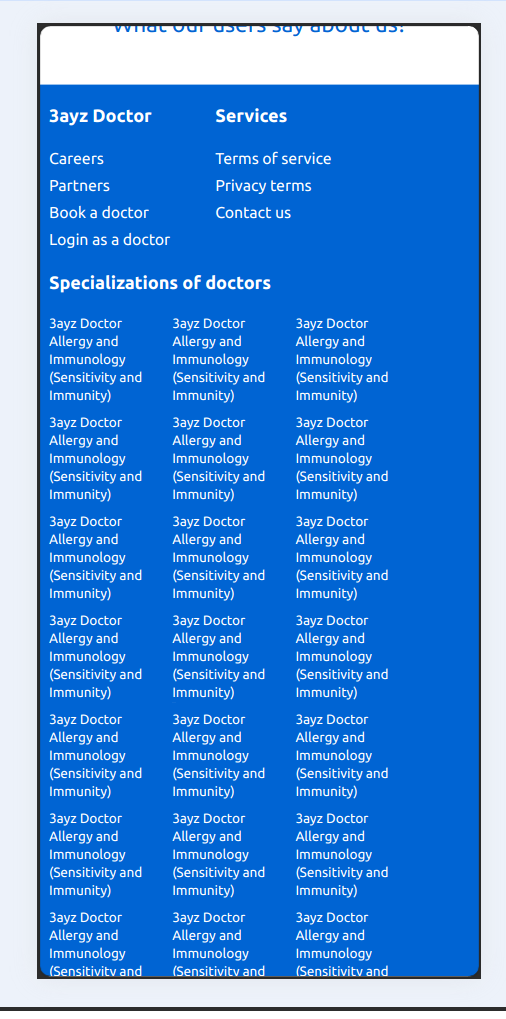 What our users say about us?
3ayz Doctor
Careers
Partners
Book a doctor
Login as a doctor
Services
Terms of service
Privacy terms
Contact us
Specializations of doctors
3ayz Doctor
Allergy and
Immunology
(Sensitivity and
Immunity)
3ayz Doctor
Allergy and
Immunology
(Sensitivity and
Immunity)
3ayz Doctor
Allergy and
Immunology
(Sensitivity and
Immunity)
3ayz Doctor
Allergy and
Immunology
(Sensitivity and
Immunity)
3ayz Doctor
Allergy and
Immunology
(Sensitivity and
Immunity)
3ayz Doctor
Allergy and
Immunology
(Sensitivity and
Immunity)
3ayz Doctor
Allergy and
Immunology
(Sensitivity and
Immunity)
3ayz Doctor
Allergy and
Immunology
(Sensitivity and
Immunity)
3ayz Doctor
Allergy and
Immunology
(Sensitivity and
Immunity)
3ayz Doctor
Allergy and
Immunology
(Sensitivity and
Immunity)
3ayz Doctor
Allergy and
Immunology
(Sensitivity and
Immunity)
3ayz Doctor
Allergy and
Immunology
(Sensitivity and
Immunity)
3ayz Doctor
Allergy and
Immunology
(Sensitivity and
Immunity)
3ayz Doctor
Allergy and
Immunology
(Sensitivity and
Immunity)
3ayz Doctor
Allergy and
Immunology
(Sensitivity and
Immunity)
3ayz Doctor
Allergy and
Immunology
(Sensitivity and
Immunity)
3ayz Doctor
Allergy and
Immunology
(Sensitivity and
Immunity)
3ayz Doctor
Allergy and
Immunology
(Sensitivity and
Immunity)
3ayz Doctor
Allergy and
Immunology
(Sensitivity and
3ayz Doctor
Allergy and
Immunology
(Sensitivity and
3ayz Doctor
Allergy and
Immunology
(Sensitivity and